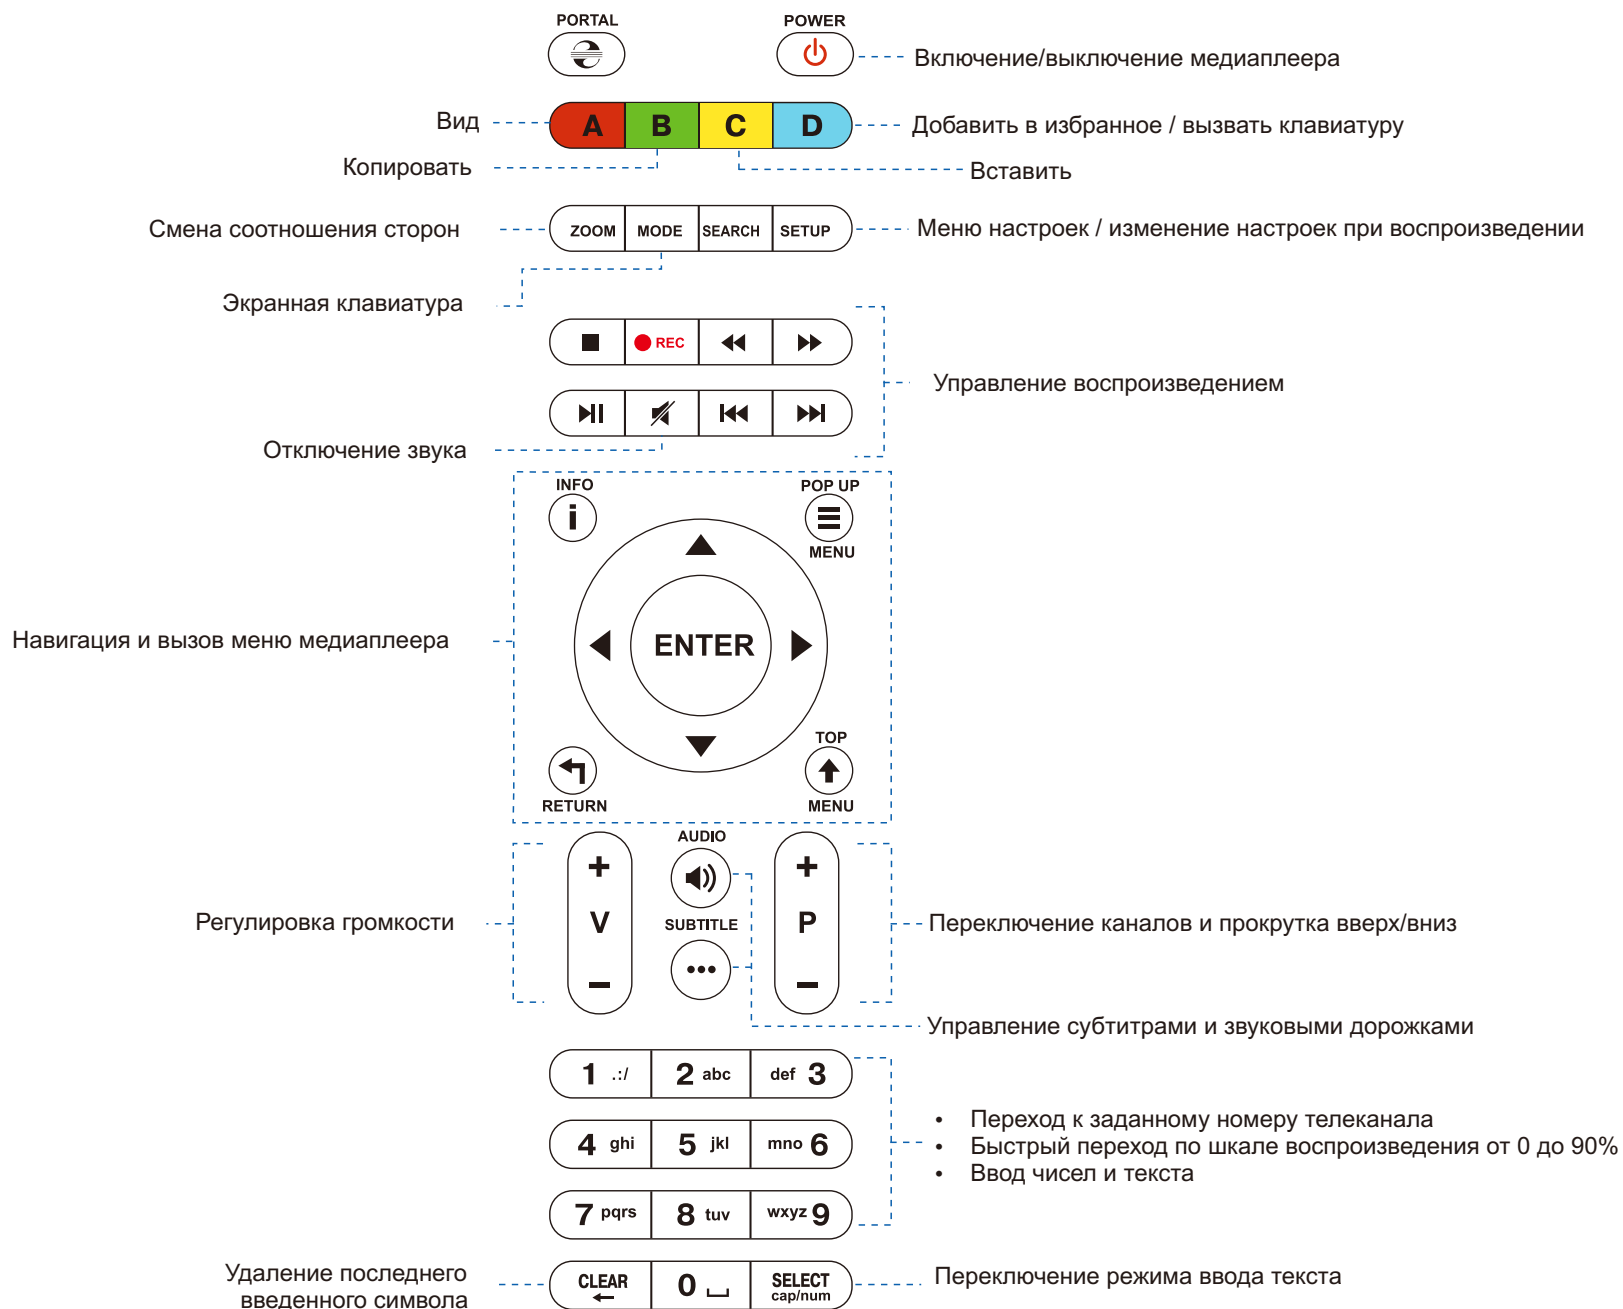 PORTAL
POWER
Включение/выключение медиаплеера
Вид
A B C D
Добавить в избранное / вызвать клавиатуру
Копировать
Вставить
Смена соотношения сторон
ZOOM MODE SEARCH SETUP
Меню настроек / изменение настроек при воспроизведении
Экранная клавиатура
REC
Управление воспроизведением
Отключение звука
INFO
i
POP UP
MENU
Навигация и вызов меню медиаплеера
ENTER
RETURN
TOP
MENU
AUDIO
+
V
–
SUBTITLE
+
P
–
Регулировка громкости
Переключение каналов и прокрутка вверх/вниз
Управление субтитрами и звуковыми дорожками
1 .:/ 2 abc def 3
4 ghi 5 jkl mno 6
7 pqrs 8 tuv wxyz 9
• Переход к заданному номеру телеканала
• Быстрый переход по шкале воспроизведения от 0 до 90%
• Ввод чисел и текста
Удаление последнего
введенного символа
CLEAR
0
SELECT
cap/num
Переключение режима ввода текста